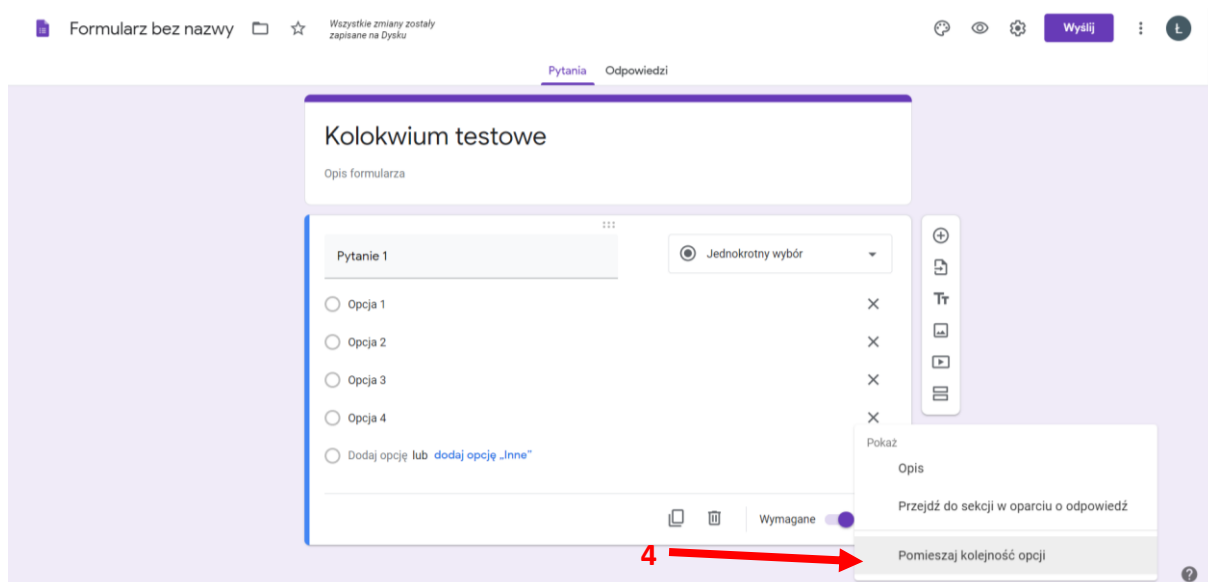 Formularz bez nazwy
Wszystkie zmiany zostały
zapisane na Dysku
Wyślij
Ł
Pytania Odpowiedzi
Kolokwium testowe
Opis formularza
Pytanie 1
Jednokrotny wybór
Opcja 1
Opcja 2
Opcja 3
Opcja 4
Dodaj opcję lub dodaj opcję „Inne”
Wymagane
Pokaż
Opis
Przejdź do sekcji w oparciu o odpowiedź
4
Pomieszaj kolejność opcji